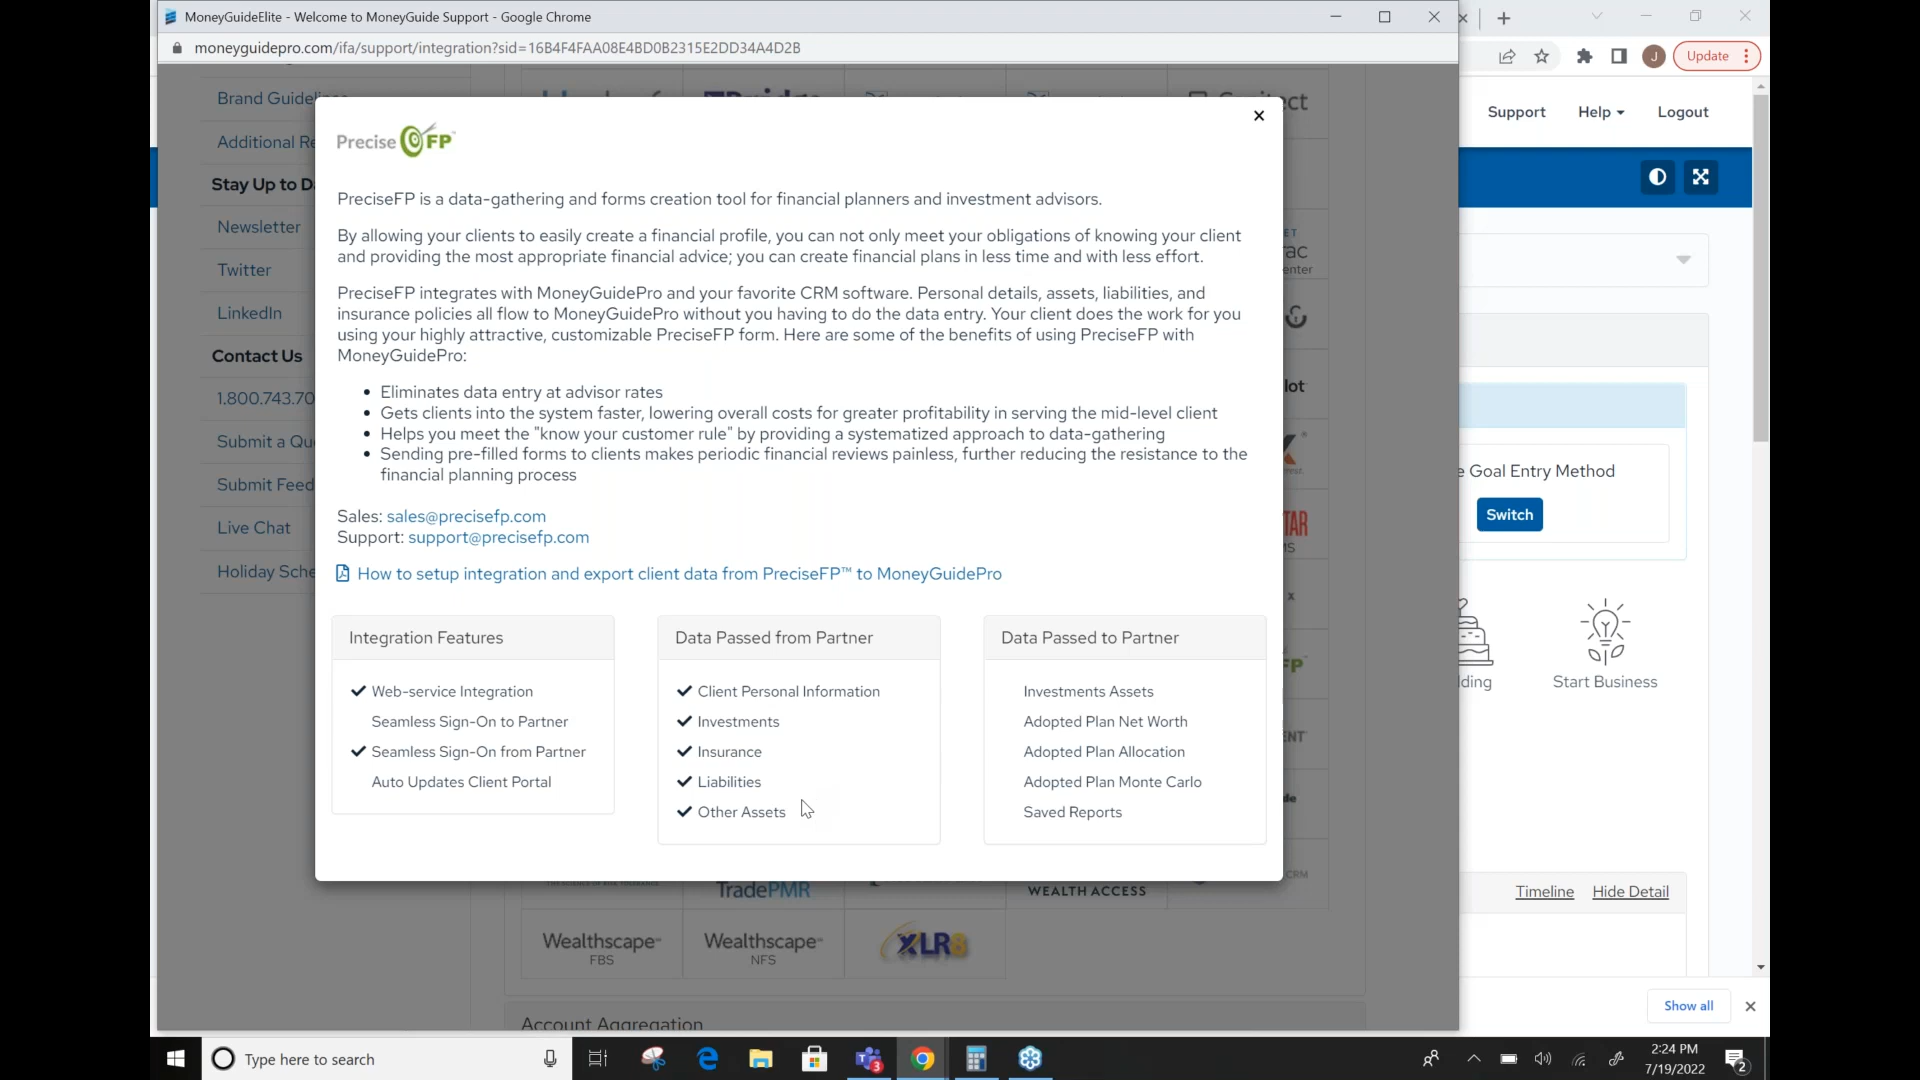 MoneyGuideElite - Welcome to MoneyGuide Support - Google Chrome
moneyguidepro.com/ifa/support/integration?sid=16B4F4FAA08E4BD0B2315E2DD34A4D2B
J Update
Support Help Logout
Brand Guidelines
Additional Re
Stay Up to Da
Newsletter
Twitter
LinkedIn
Contact Us
1.800.743.70
Submit a Qu
Submit Feed
Live Chat
Holiday Sche
Precise FP
PreciseFP is a data-gathering and forms creation tool for financial planners and investment advisors.
By allowing your clients to easily create a financial profile, you can not only meet your obligations of knowing your client
and providing the most appropriate financial advice; you can create financial plans in less time and with less effort.
PreciseFP integrates with MoneyGuidePro and your favorite CRM software. Personal details, assets, liabilities, and
insurance policies all flow to MoneyGuidePro without you having to do the data entry. Your client does the work for you
using your highly attractive, customizable PreciseFP form. Here are some of the benefits of using PreciseFP with
MoneyGuidePro:
• Eliminates data entry at advisor rates
• Gets clients into the system faster, lowering overall costs for greater profitability in serving the mid-level client
• Helps you meet the "know your customer rule" by providing a systematized approach to data-gathering
• Sending pre-filled forms to clients makes periodic financial reviews painless, further reducing the resistance to the
financial planning process
Sales: sales@precisefp.com
Support: support@precisefp.com
How to setup integration and export client data from PreciseFP™ to MoneyGuidePro
Integration Features
Web-service Integration
Seamless Sign-On to Partner
Seamless Sign-On from Partner
Auto Updates Client Portal
Data Passed from Partner
Client Personal Information
Investments
Insurance
Liabilities
Other Assets
Data Passed to Partner
Investments Assets
Adopted Plan Net Worth
Adopted Plan Allocation
Adopted Plan Monte Carlo
Saved Reports
TradePMR
WEALTH ACCESS
CRM
Wealthscape℠
FBS
Wealthscape℠
NFS
XLR8
Account Aggregation
e Goal Entry Method
Switch
dding
Start Business
Timeline Hide Detail
Show all
Type here to search
3
2:24 PM
7/19/2022
2